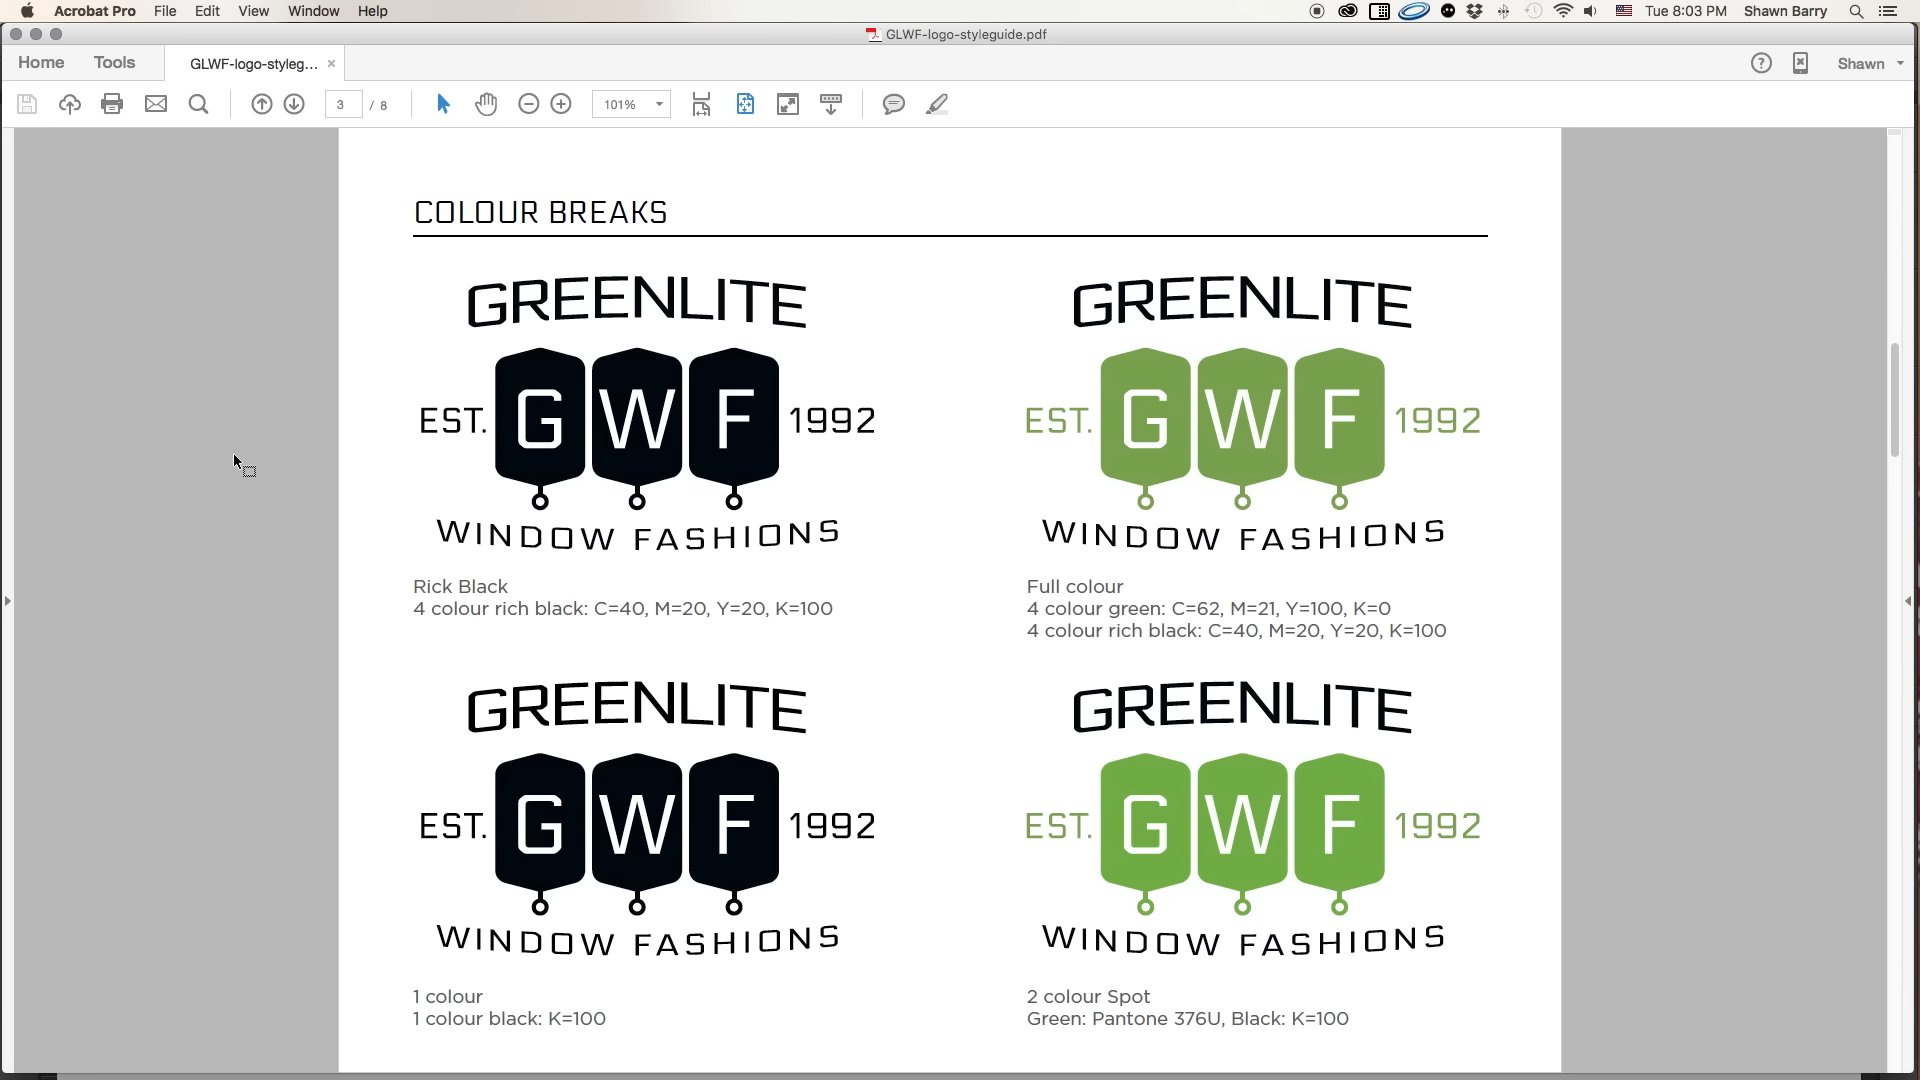 Acrobat Pro File Edit View Window Help Tue 8:03 PM Shawn Barry
GLWF-logo-styleguide.pdf
Home Tools GLWF-logo-styleg... × Shawn
3 / 8 101%
COLOUR BREAKS
GREENLITE
EST. G W F 1992
WINDOW FASHIONS
Rick Black
4 colour rich black: C=40, M=20, Y=20, K=100
GREENLITE
EST. G W F 1992
WINDOW FASHIONS
Full colour
4 colour green: C=62, M=21, Y=100, K=0
4 colour rich black: C=40, M=20, Y=20, K=100
GREENLITE
EST. G W F 1992
WINDOW FASHIONS
1 colour
1 colour black: K=100
GREENLITE
EST. G W F 1992
WINDOW FASHIONS
2 colour Spot
Green: Pantone 376U, Black: K=100